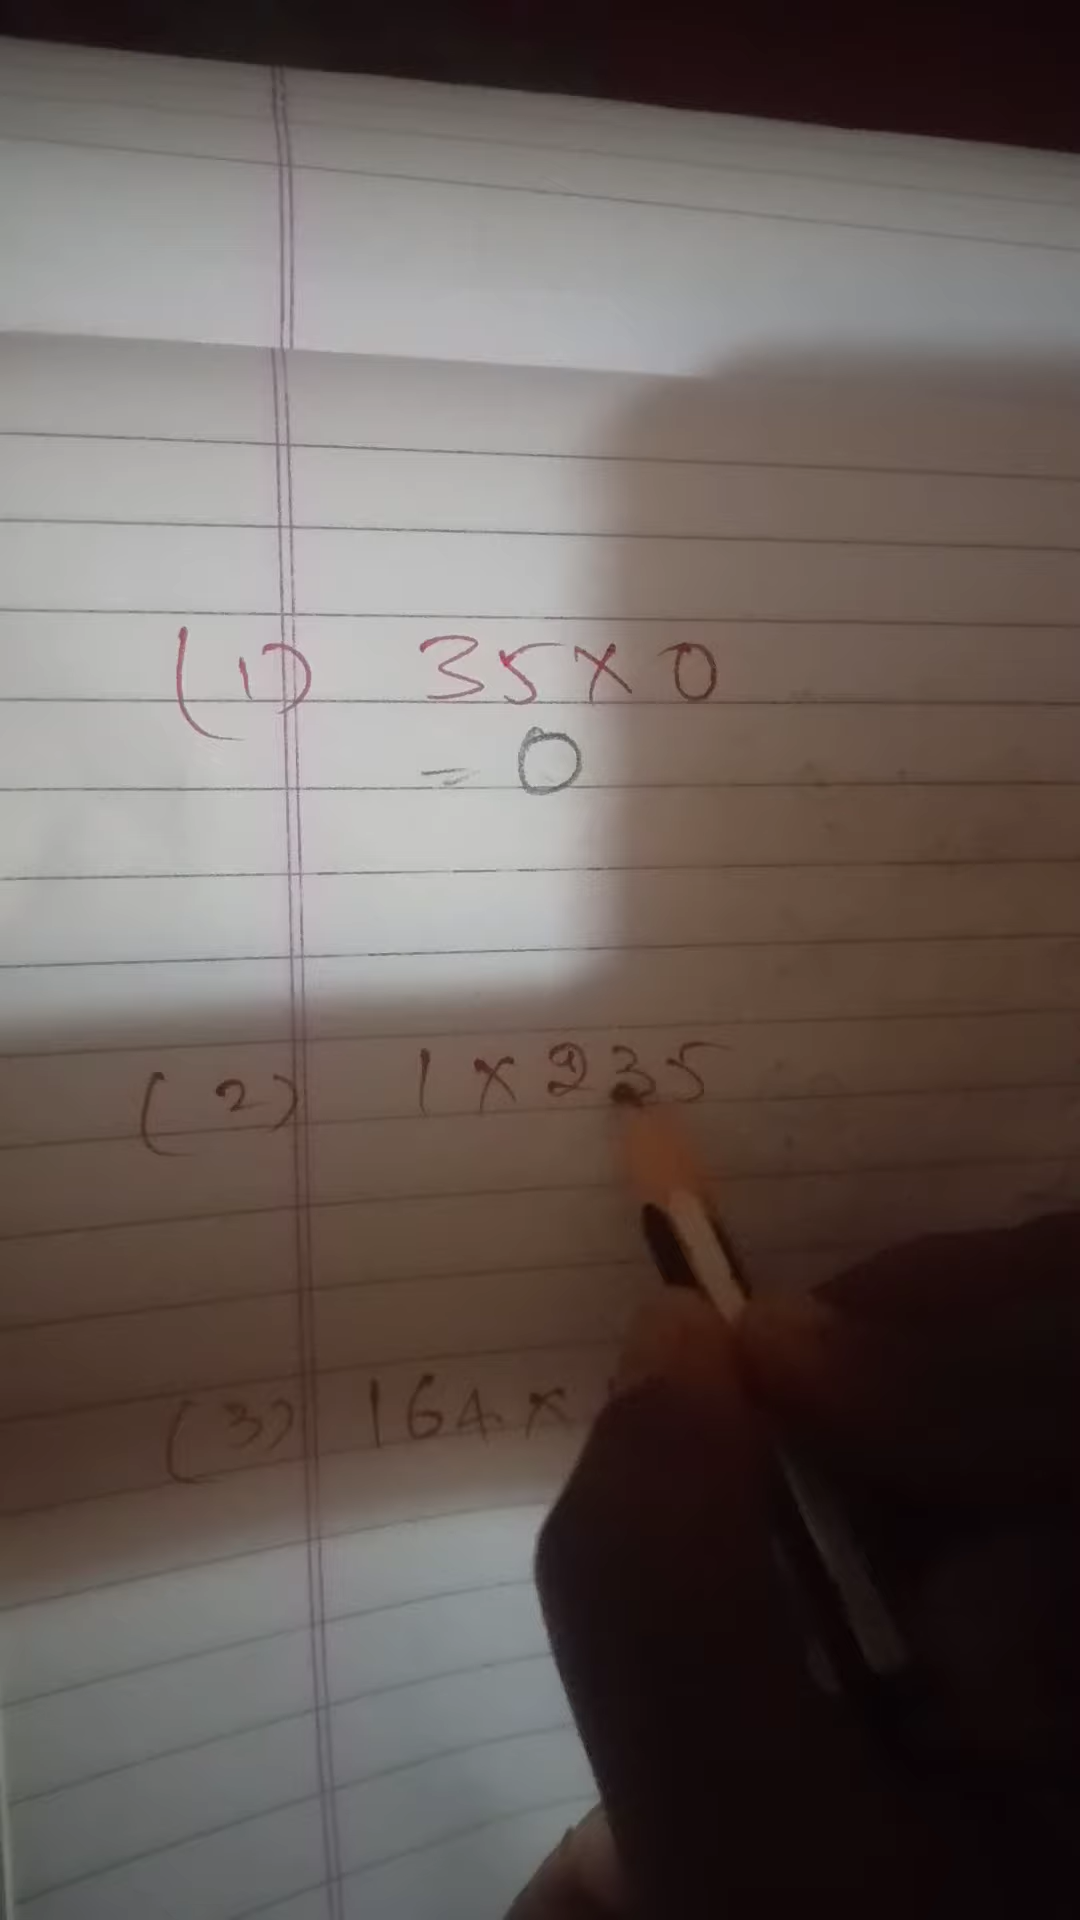 (1) 35 × 0
= 0
(2) 1 × 235
(3) 164 ×